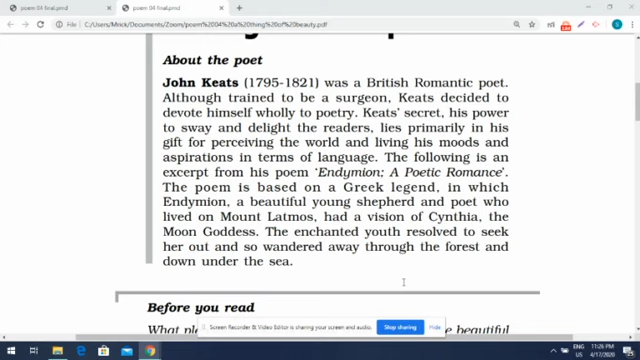 poem 04 final.pmd
poem 04 final.pmd
File | C:/Users/Mnick/Documents/Zoom/poem%2004%20a%20thing%20of%20beauty.pdf
About the poet
John Keats (1795-1821) was a British Romantic poet.
Although trained to be a surgeon, Keats decided to
devote himself wholly to poetry. Keats' secret, his power
to sway and delight the readers, lies primarily in his
gift for perceiving the world and living his moods and
aspirations in terms of language. The following is an
excerpt from his poem 'Endymion; A Poetic Romance'.
The poem is based on a Greek legend, in which
Endymion, a beautiful young shepherd and poet who
lived on Mount Latmos, had a vision of Cynthia, the
Moon Goddess. The enchanted youth resolved to seek
her out and so wandered away through the forest and
down under the sea.
Before you read
What beautiful
Screen Recorder & Video Editor is sharing your screen and audio.
Stop sharing
Hide
ENG
US
11:26 PM
4/17/2020